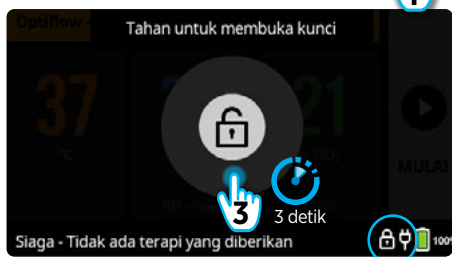 Optiflow -
Tahan untuk membuka kunci
37
21
°C
MULAI
3
3 detik
Siaga - Tidak ada terapi yang diberikan
100%